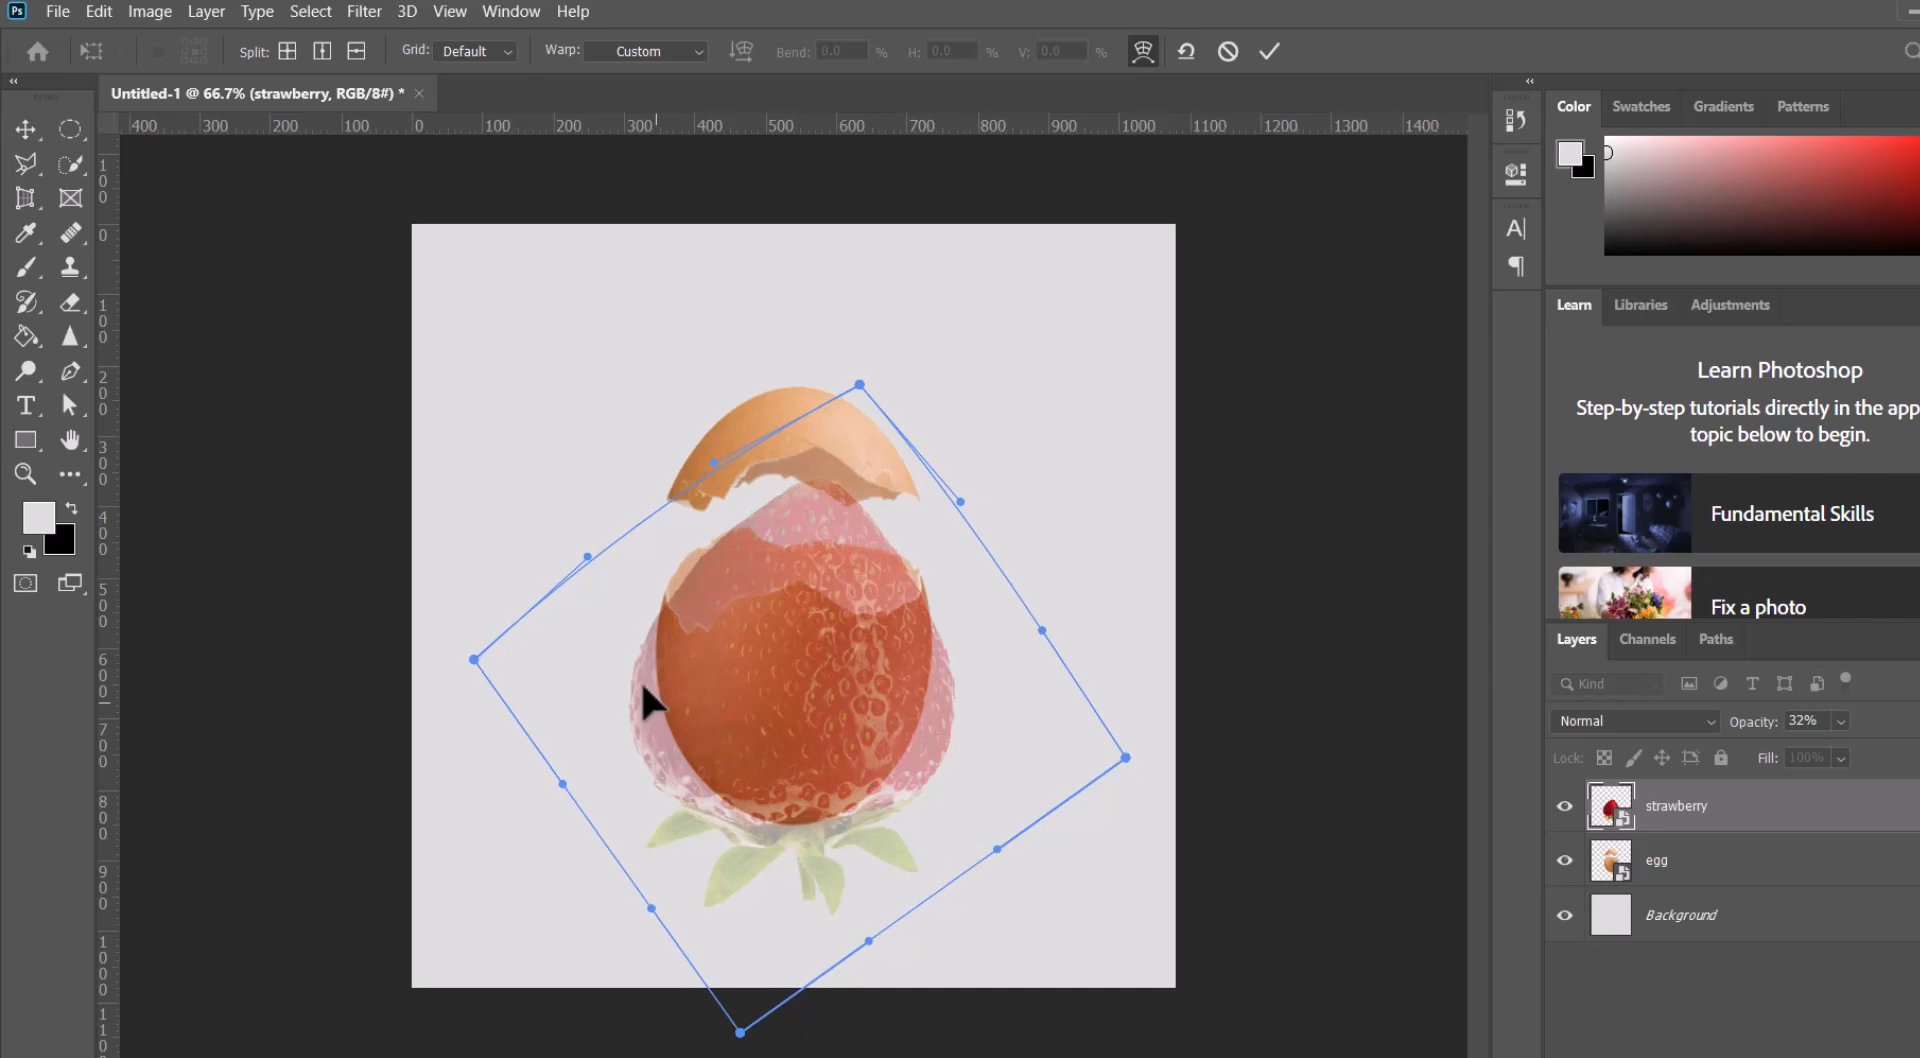 Ps File Edit Image Layer Type Select Filter 3D View Window Help
Split: Grid: Default Warp: Custom Bend: 0.0 % H: 0.0 % V: 0.0 %
Untitled-1 @ 66.7% (strawberry, RGB/8#) * ×
400 300 200 100 0 100 200 300 400 500 600 700 800 900 1000 1100 1200 1300 1400
100
0
100
200
300
400
500
600
700
800
900
1000
110
Color Swatches Gradients Patterns
Learn Libraries Adjustments
Learn Photoshop
Step-by-step tutorials directly in the app
topic below to begin.
Fundamental Skills
Fix a photo
Layers Channels Paths
Kind
Normal Opacity: 32%
Lock: Fill: 100%
strawberry
egg
Background